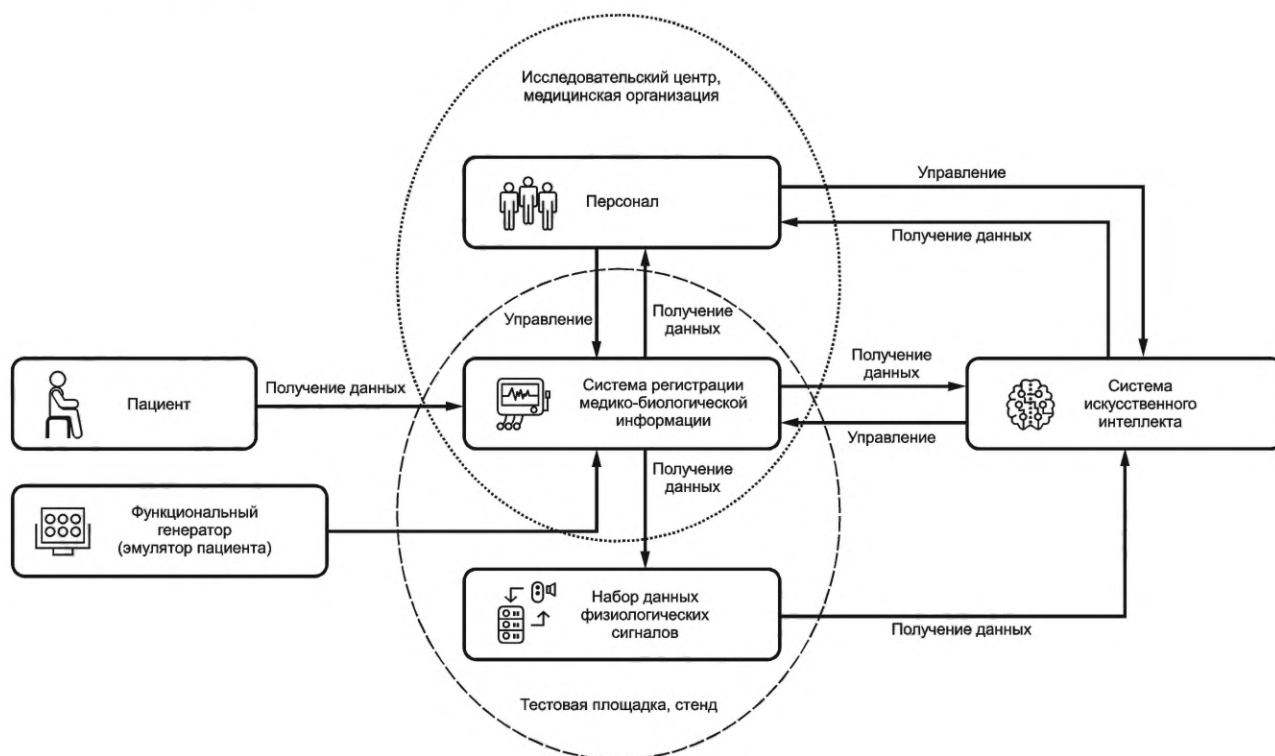 Исследовательский центр,
медицинская организация
Персонал
Управление
Получение данных
Управление
Получение
данных
Пациент
Получение данных
Система регистрации
медико-биологической
информации
Получение
данных
Управление
Система
искусственного
интеллекта
Функциональный
генератор
(эмулятор пациента)
Получение
данных
Набор данных
физиологических
сигналов
Получение данных
Тестовая площадка, стенд